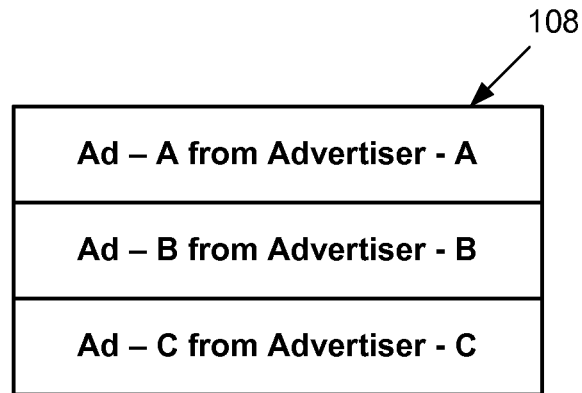 108
Ad – A from Advertiser - A
Ad – B from Advertiser - B
Ad – C from Advertiser - C